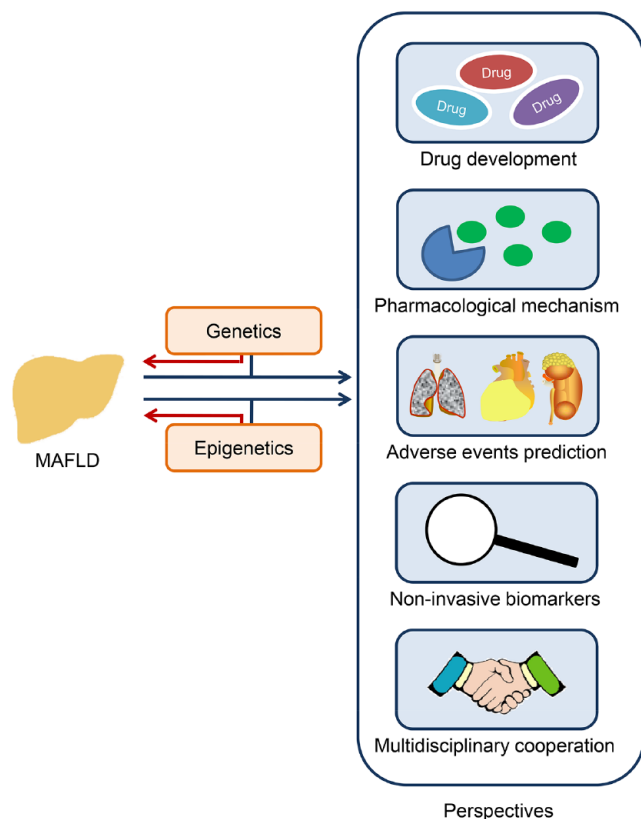 Drug
Drug
Drug
Drug development
Pharmacological mechanism
Genetics
Adverse events prediction
Epigenetics
MAFLD
Non-invasive biomarkers
Multidisciplinary cooperation
Perspectives